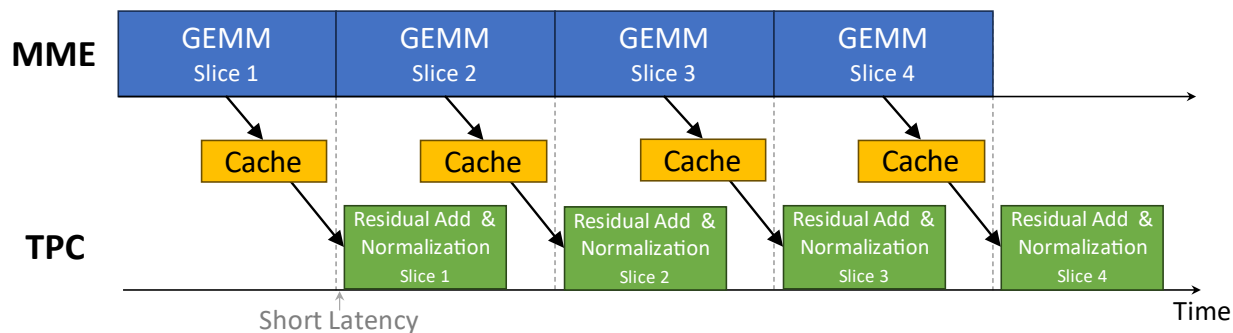 MME
GEMM
Slice 1
GEMM
Slice 2
GEMM
Slice 3
GEMM
Slice 4
Cache
Cache
Cache
Cache
TPC
Residual Add &
Normalization
Slice 1
Residual Add &
Normalization
Slice 2
Residual Add &
Normalization
Slice 3
Residual Add &
Normalization
Slice 4
Short Latency
Time